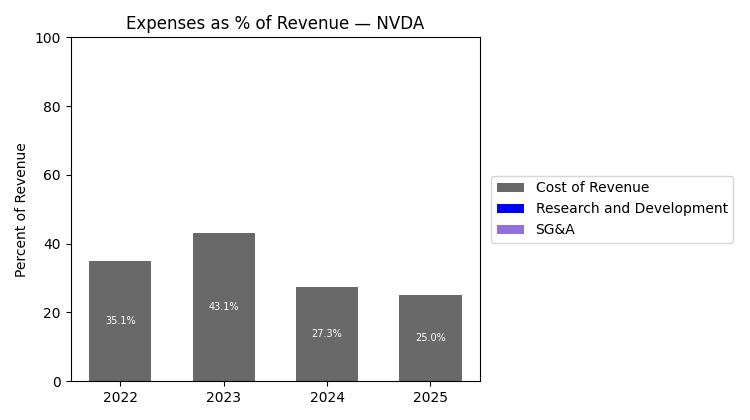 Expenses as % of Revenue — NVDA
100
80
60
40
20
0
Percent of Revenue
35.1%
43.1%
27.3%
25.0%
2022
2023
2024
2025
Cost of Revenue
Research and Development
SG&A